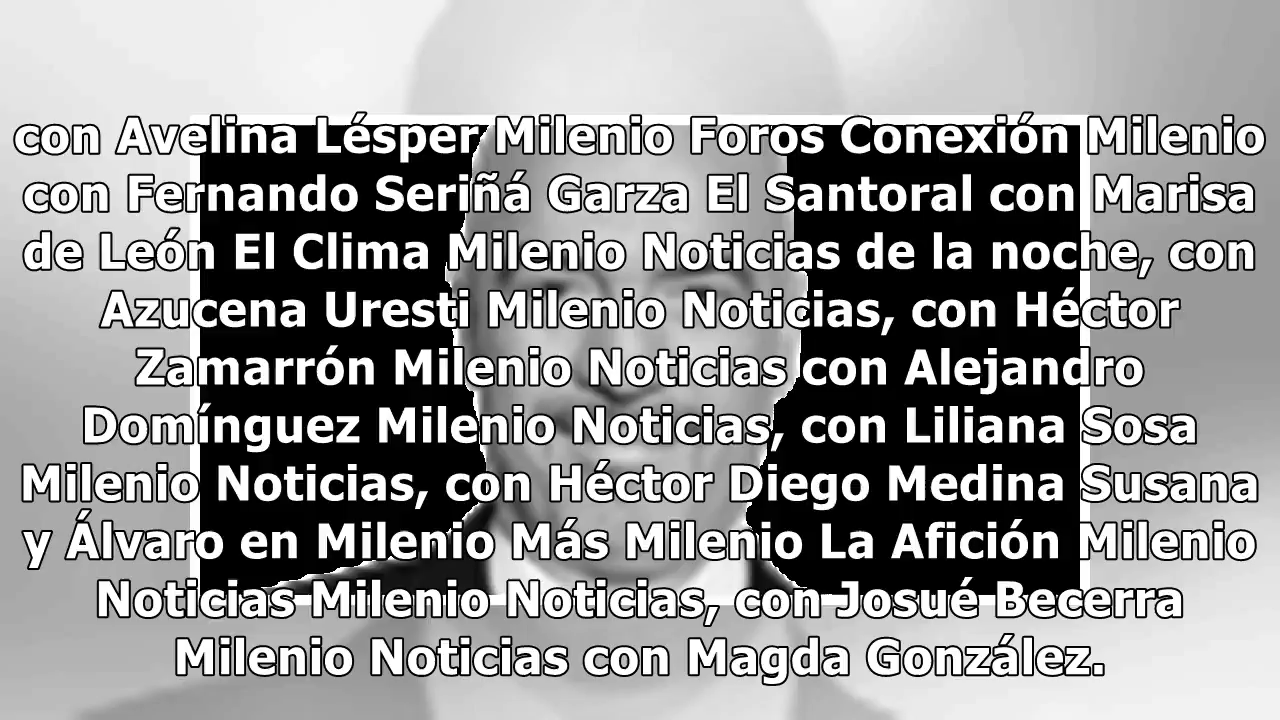 con Avelina Lésper Milenio Foros Conexión Milenio
con Fernando Seriñá Garza El Santoral con Marisa
de León El Clima Milenio Noticias de la noche, con
Azucena Uresti Milenio Noticias, con Héctor
Zamarrón Milenio Noticias con Alejandro
Domínguez Milenio Noticias, con Liliana Sosa
Milenio Noticias, con Héctor Diego Medina Susana
y Álvaro en Milenio Más Milenio La Afición Milenio
Noticias Milenio Noticias, con Josué Becerra
Milenio Noticias con Magda González.